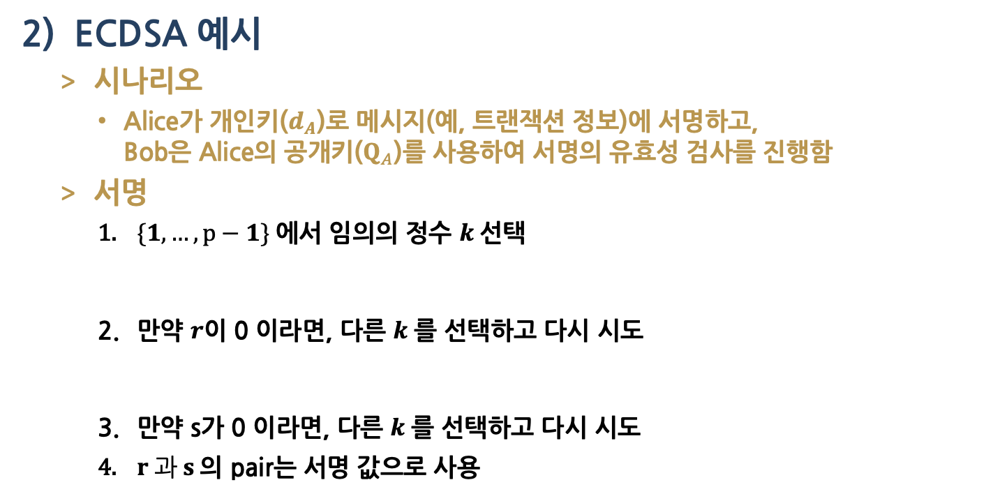 2) ECDSA 예시
> 시나리오
• Alice가 개인키(d_A)로 메시지(예, 트랜잭션 정보)에 서명하고,
Bob은 Alice의 공개키(Q_A)를 사용하여 서명의 유효성 검사를 진행함
> 서명
1. {1, … , p − 1} 에서 임의의 정수 k 선택
2. 만약 r이 0 이라면, 다른 k 를 선택하고 다시 시도
3. 만약 s가 0 이라면, 다른 k 를 선택하고 다시 시도
4. r 과 s 의 pair는 서명 값으로 사용